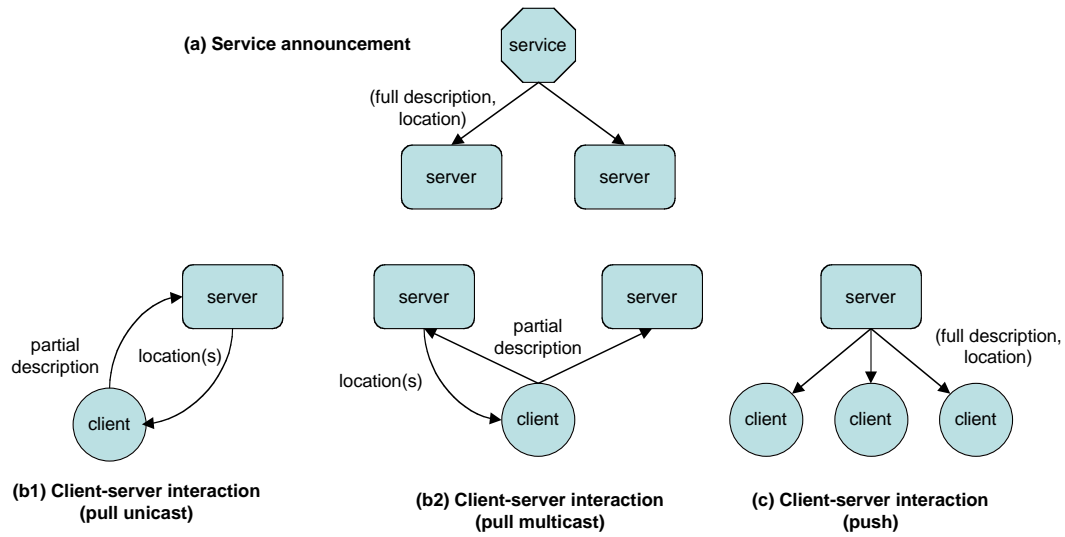 (a) Service announcement
service
(full description,
location)
server
server
server
partial
description
location(s)
client
(b1) Client-server interaction
(pull unicast)
server
server
partial
description
location(s)
client
(b2) Client-server interaction
(pull multicast)
server
(full description,
location)
client
client
client
(c) Client-server interaction
(push)